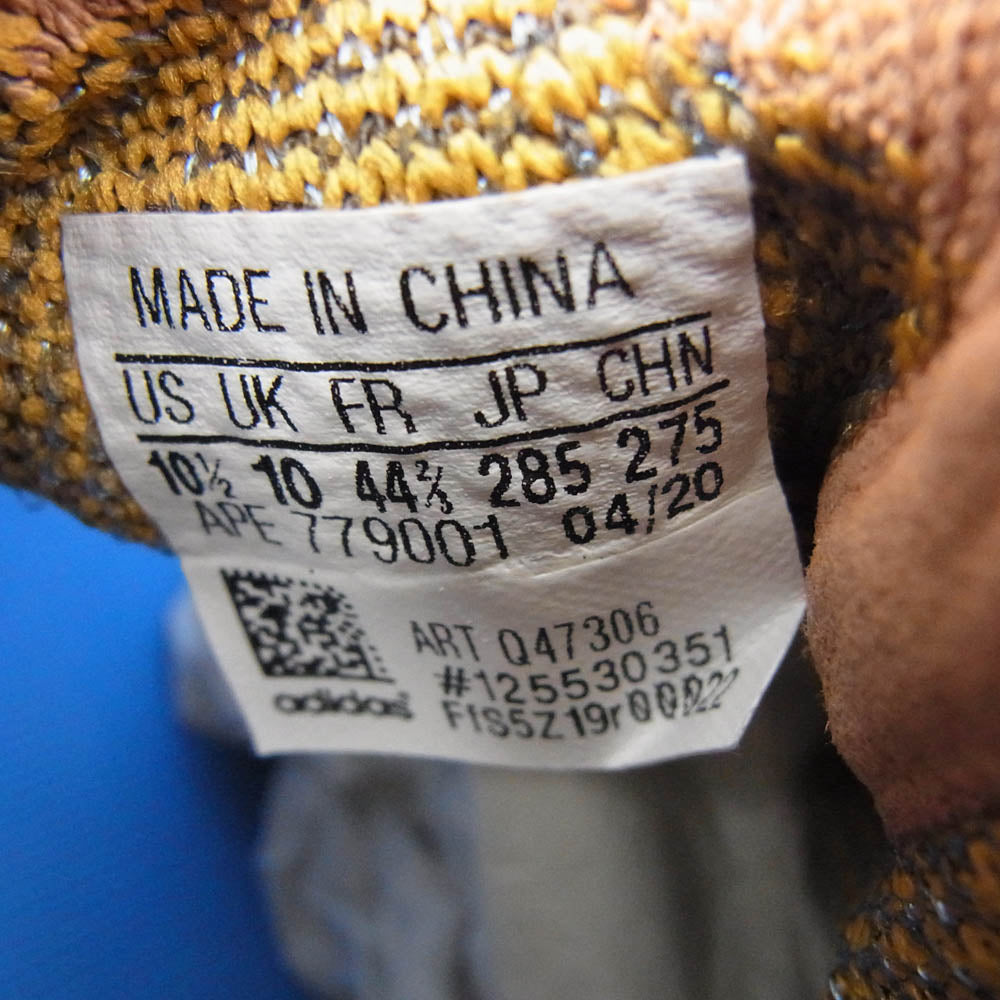 MADE IN CHINA
US UK FR JP CHN
10½ 10 44⅔ 285 275
APE 779001 04/20
ART Q47306
#125530351
adidas
F1S5Z19r00022